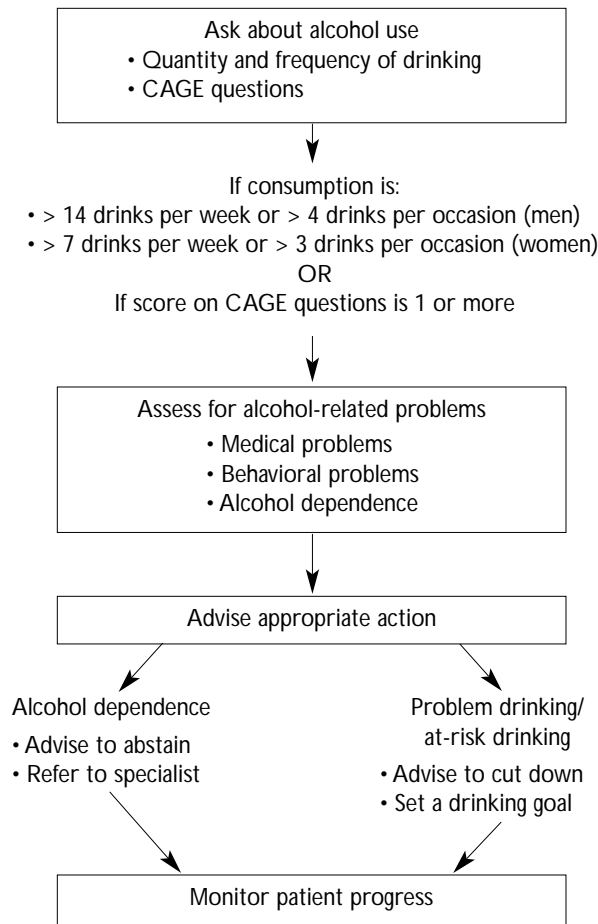 Ask about alcohol use
• Quantity and frequency of drinking
• CAGE questions
If consumption is:
• > 14 drinks per week or > 4 drinks per occasion (men)
• > 7 drinks per week or > 3 drinks per occasion (women)
OR
If score on CAGE questions is 1 or more
Assess for alcohol-related problems
• Medical problems
• Behavioral problems
• Alcohol dependence
Advise appropriate action
Alcohol dependence
• Advise to abstain
• Refer to specialist
Problem drinking/
at-risk drinking
• Advise to cut down
• Set a drinking goal
Monitor patient progress